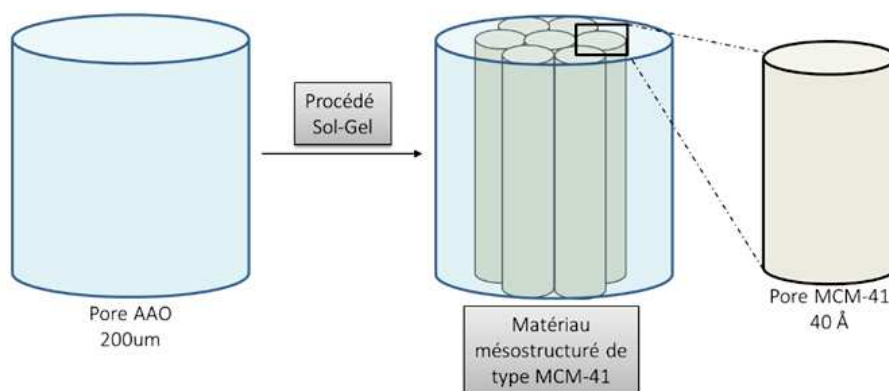 Procédé
Sol-Gel
Pore AAO
200um
Matériau
mésostructuré de
type MCM-41
Pore MCM-41
40 Å